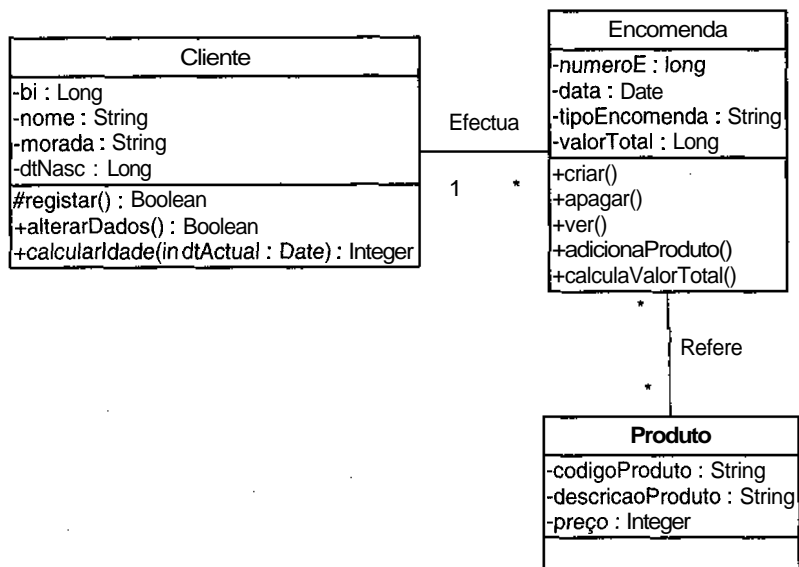 Cliente
-bi : Long
-nome : String
-morada : String
-dtNasc : Long
#registar() : Boolean
+alterarDados() : Boolean
+calcularIdade(in dtActual : Date) : Integer
Efectua
1 *
Encomenda
-numeroE : long
-data : Date
-tipoEncomenda : String
-valorTotal : Long
+criar()
+apagar()
+ver()
+adicionaProduto()
+calculaValorTotal()
*
Refere
*
Produto
-codigoProduto : String
-descricaoProduto : String
-preço : Integer